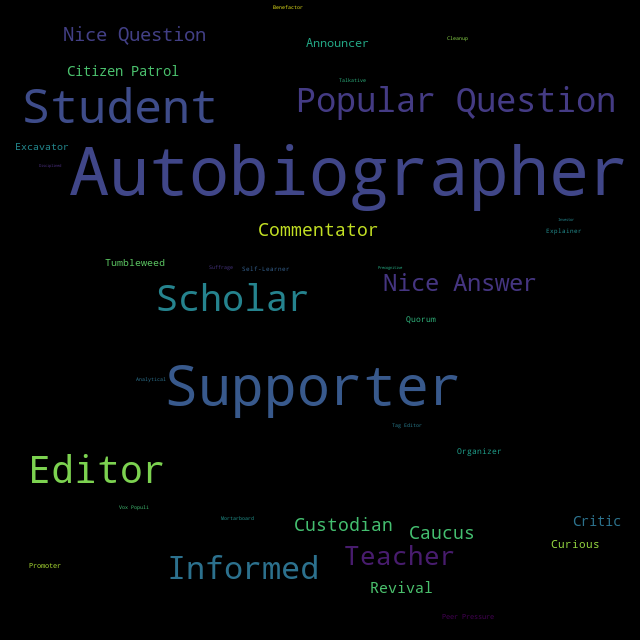 Benefactor
Nice Question
Announcer
Cleanup
Citizen Patrol
Talkative
Student
Popular Question
Excavator
Autobiographer
Commentator
Explainer
Tumbleweed
Suffrage
Self-Learner
Scholar
Nice Answer
Quorum
Supporter
Analytical
Tag Editor
Organizer
Editor
Vox Populi
Mortarboard
Custodian
Caucus
Critic
Curious
Teacher
Informed
Promoter
Revival
Peer Pressure